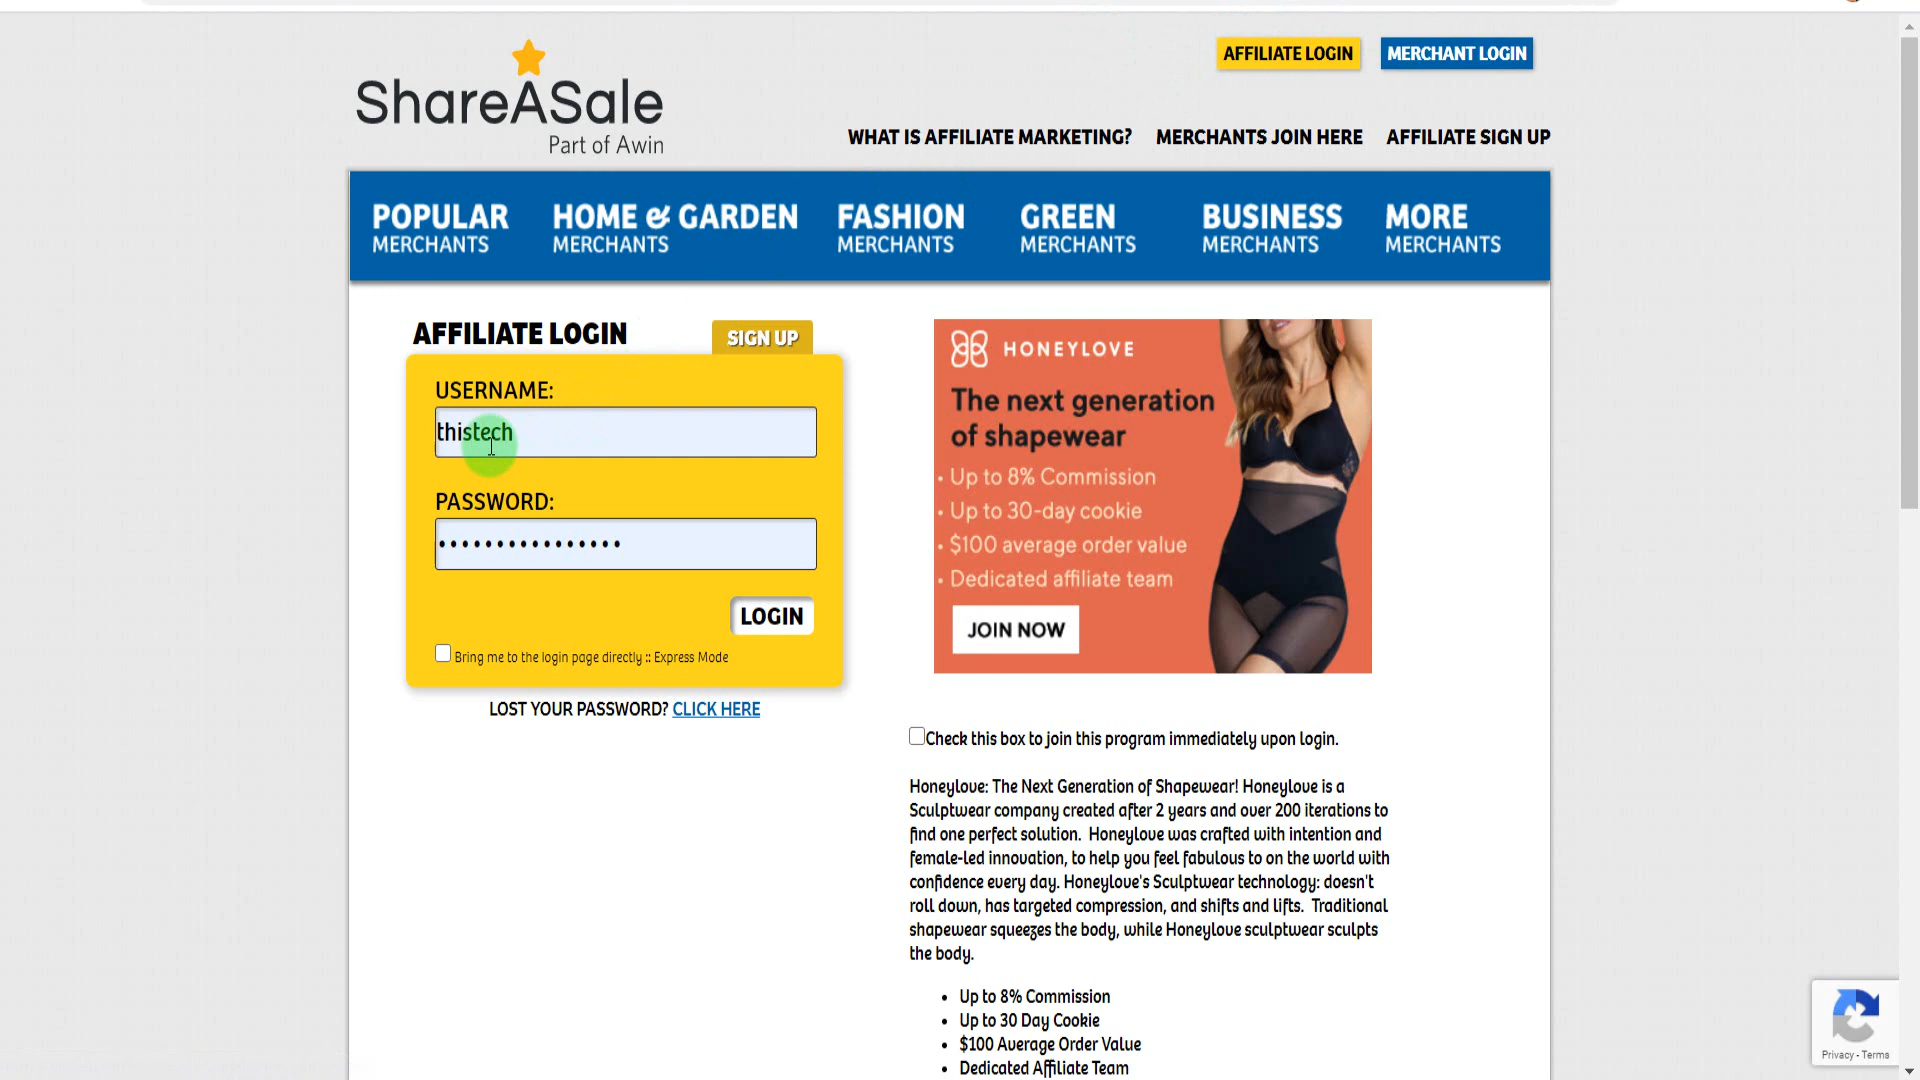 AFFILIATE LOGIN
MERCHANT LOGIN
ShareASale
Part of Awin
WHAT IS AFFILIATE MARKETING?
MERCHANTS JOIN HERE
AFFILIATE SIGN UP
POPULAR
MERCHANTS
HOME & GARDEN
MERCHANTS
FASHION
MERCHANTS
GREEN
MERCHANTS
BUSINESS
MERCHANTS
MORE
MERCHANTS
AFFILIATE LOGIN
SIGN UP
USERNAME:
thistech
PASSWORD:
LOGIN
Bring me to the login page directly :: Express Mode
LOST YOUR PASSWORD? CLICK HERE
HONEYLOVE
The next generation
of shapewear
• Up to 8% Commission
• Up to 30-day cookie
• $100 average order value
• Dedicated affiliate team
JOIN NOW
Check this box to join this program immediately upon login.
Honeylove: The Next Generation of Shapewear! Honeylove is a
Sculptwear company created after 2 years and over 200 iterations to
find one perfect solution. Honeylove was crafted with intention and
female-led innovation, to help you feel fabulous to on the world with
confidence every day. Honeylove's Sculptwear technology: doesn't
roll down, has targeted compression, and shifts and lifts. Traditional
shapewear squeezes the body, while Honeylove sculptwear sculpts
the body.
• Up to 8% Commission
• Up to 30 Day Cookie
• $100 Average Order Value
• Dedicated Affiliate Team
Privacy - Terms